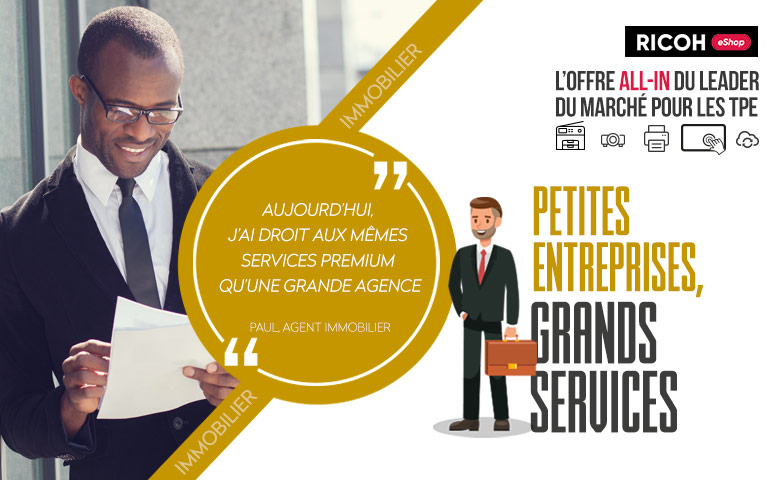 IMMOBILIER
RICOH eShop
L'OFFRE ALL-IN DU LEADER
DU MARCHÉ POUR LES TPE
”
AUJOURD'HUI,
J'AI DROIT AUX MÊMES
SERVICES PREMIUM
QU'UNE GRANDE AGENCE
PAUL, AGENT IMMOBILIER
“
IMMOBILIER
PETITES
ENTREPRISES,
GRANDS
SERVICES